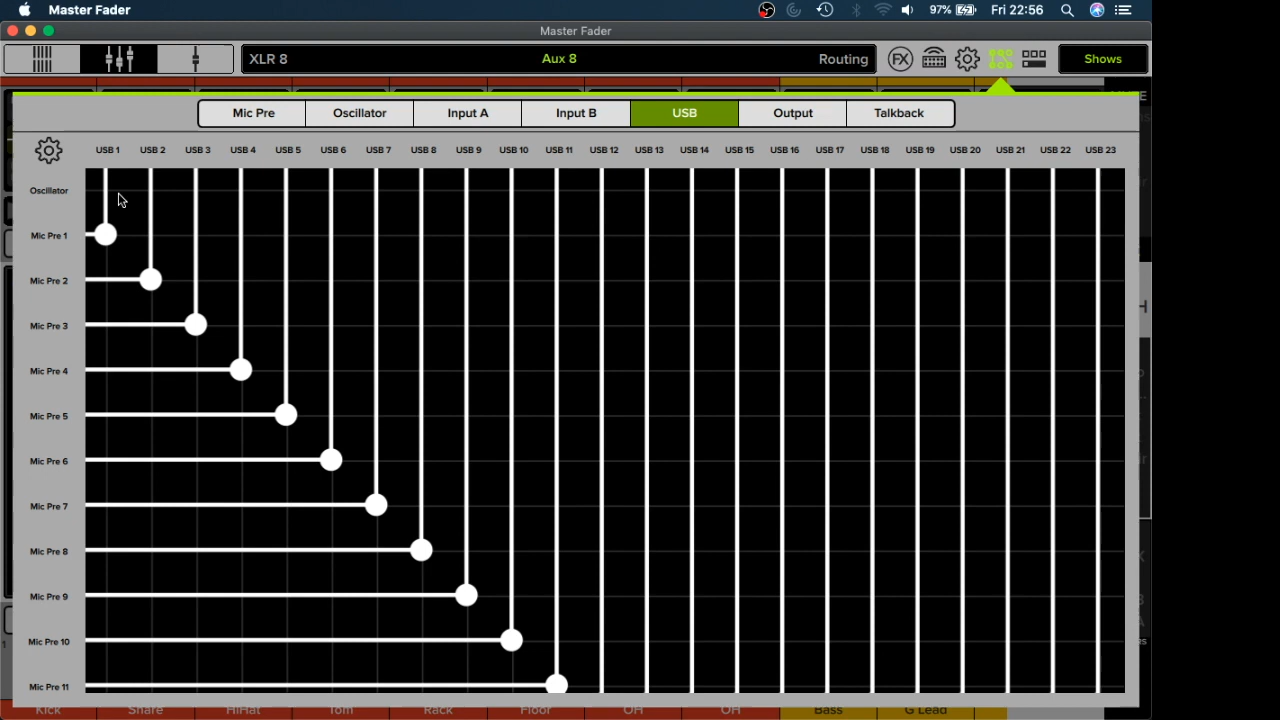 Master Fader 97% Fri 22:56
Master Fader
XLR 8 Aux 8 Routing FX Shows
Mic Pre Oscillator Input A Input B USB Output Talkback
USB 1 USB 2 USB 3 USB 4 USB 5 USB 6 USB 7 USB 8 USB 9 USB 10 USB 11 USB 12 USB 13 USB 14 USB 15 USB 16 USB 17 USB 18 USB 19 USB 20 USB 21 USB 22 USB 23
Oscillator
Mic Pre 1
Mic Pre 2
Mic Pre 3
Mic Pre 4
Mic Pre 5
Mic Pre 6
Mic Pre 7
Mic Pre 8
Mic Pre 9
Mic Pre 10
Mic Pre 11
Kick Snare HiHat Tom Rack Floor OH OH Bass G Lead